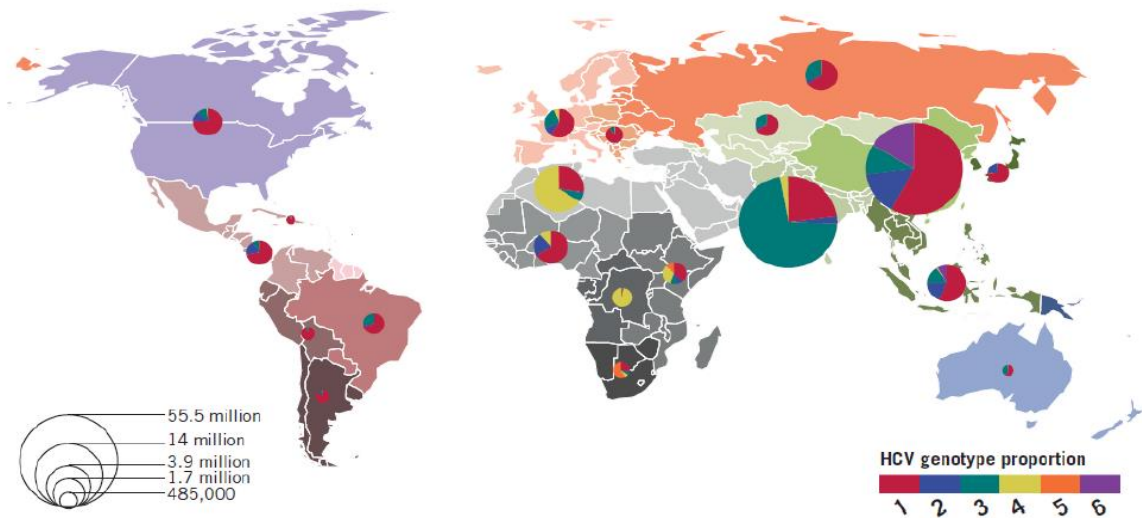 55.5 million
14 million
3.9 million
1.7 million
485,000
HCV genotype proportion
1 2 3 4 5 6